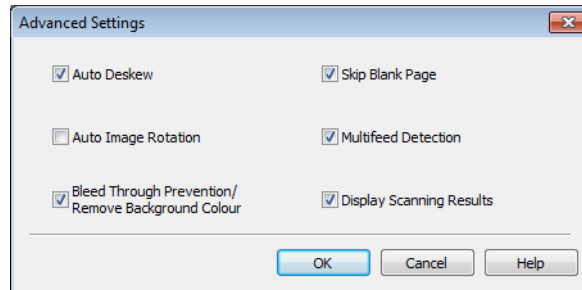 Advanced Settings
Auto Deskew
Skip Blank Page
Auto Image Rotation
Multifeed Detection
Bleed Through Prevention/
Remove Background Colour
Display Scanning Results
OK
Cancel
Help